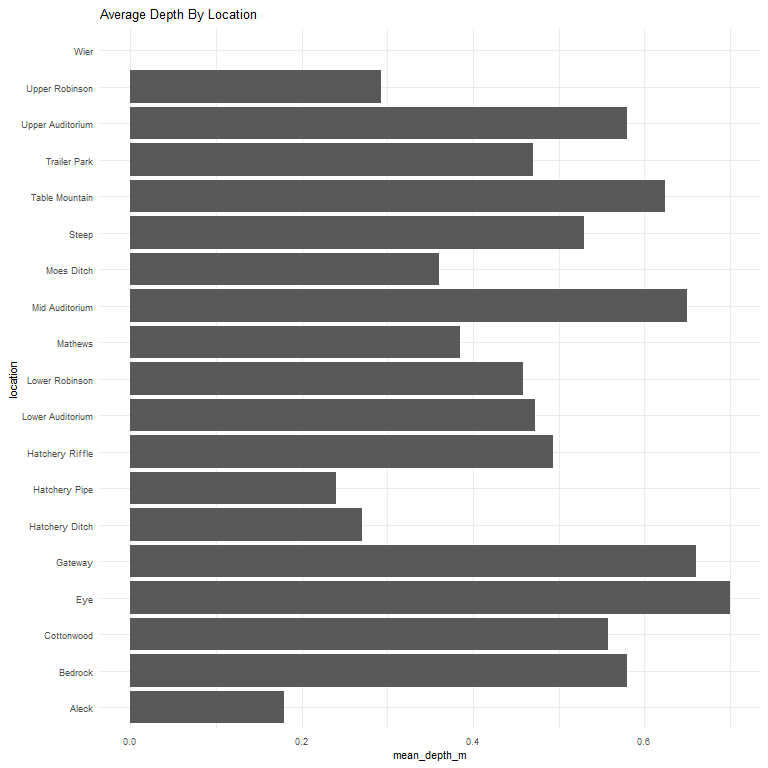 Average Depth By Location
Wier
Upper Robinson
Upper Auditorium
Trailer Park
Table Mountain
Steep
Moes Ditch
Mid Auditorium
Mathews
Lower Robinson
Lower Auditorium
Hatchery Riffle
Hatchery Pipe
Hatchery Ditch
Gateway
Eye
Cottonwood
Bedrock
Aleck
location
0.0 0.2 0.4 0.6
mean_depth_m